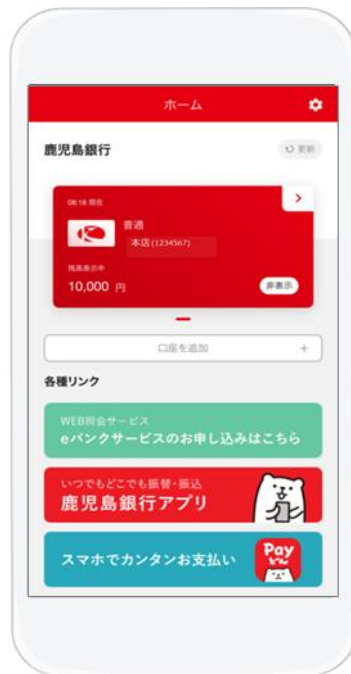 ホーム
鹿児島銀行
更新
08:18 現在
普通
本店(1234567)
残高表示中
10,000 円
非表示
口座を追加 +
各種リンク
WEB照会サービス
eバンクサービスのお申し込みはこちら
いつでもどこでも振替・振込
鹿児島銀行アプリ
スマホでカンタンお支払い
Pay
どん